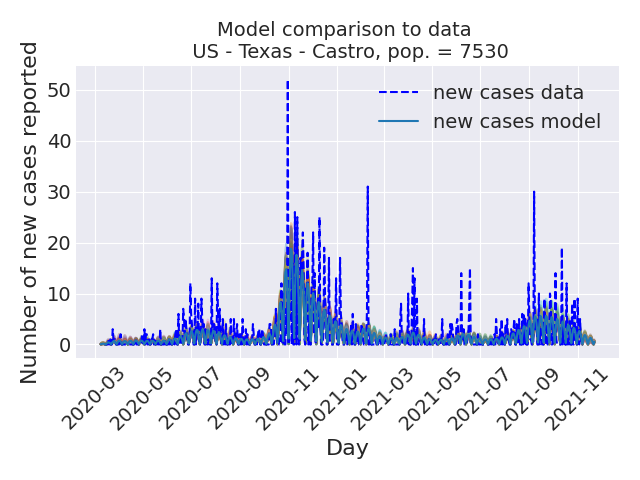 Model comparison to data
US - Texas - Castro, pop. = 7530
Number of new cases reported
50
40
30
20
10
0
new cases data
new cases model
2020-03
2020-05
2020-07
2020-09
2020-11
2021-01
2021-03
2021-05
2021-07
2021-09
2021-11
Day